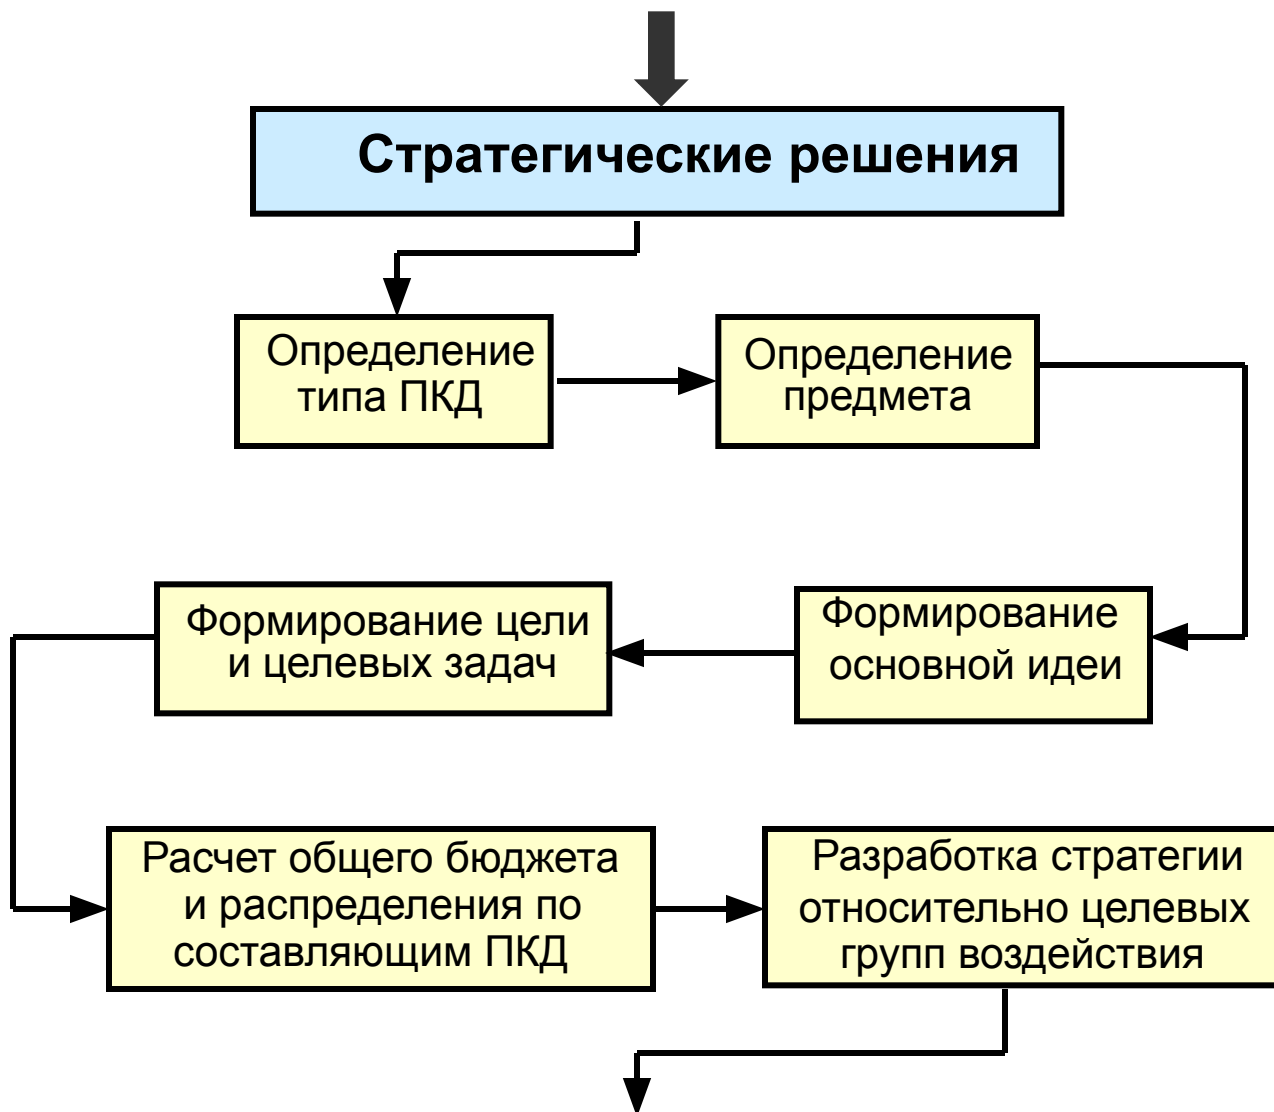 Стратегические решения
Определение
типа ПКД
Определение
предмета
Формирование цели
и целевых задач
Формирование
основной идеи
Расчет общего бюджета
и распределения по
составляющим ПКД
Разработка стратегии
относительно целевых
групп воздействия